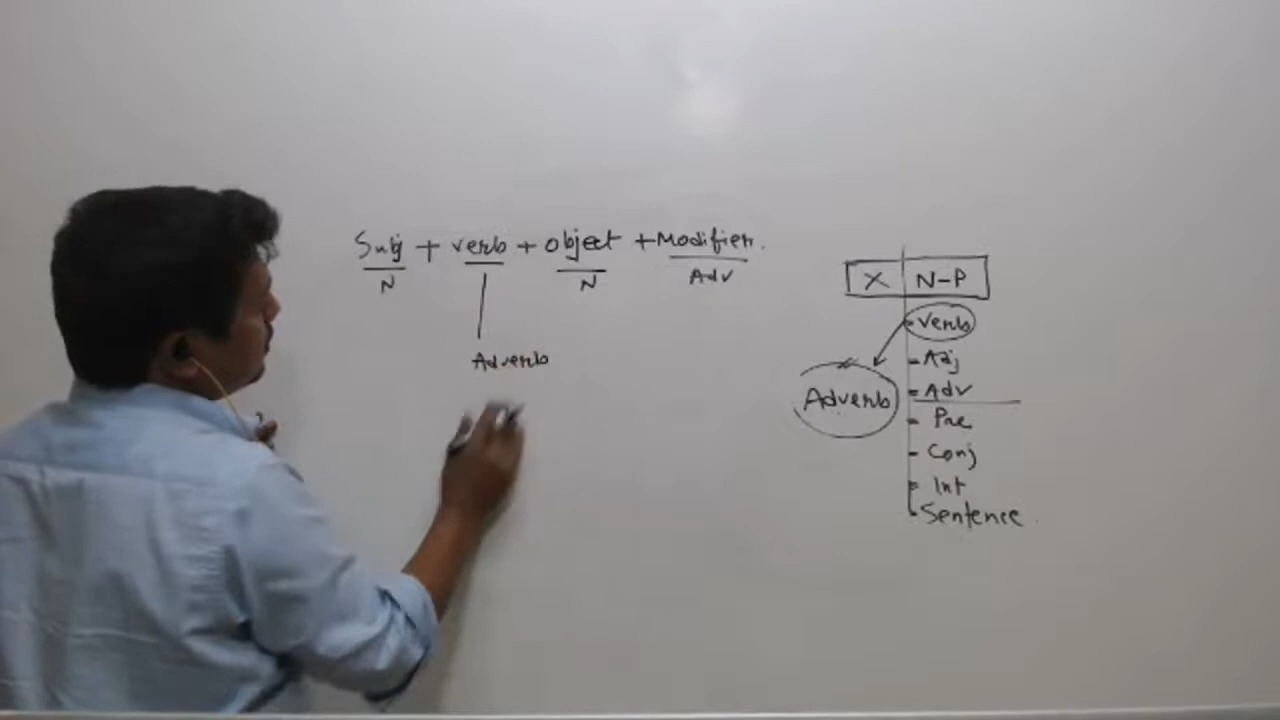 Subj + verb + object + Modifier.
N N Adv
Adverb
X N-P
Verb
Adj
Adverb
Adv
Pre
Conj
Int
Sentence.